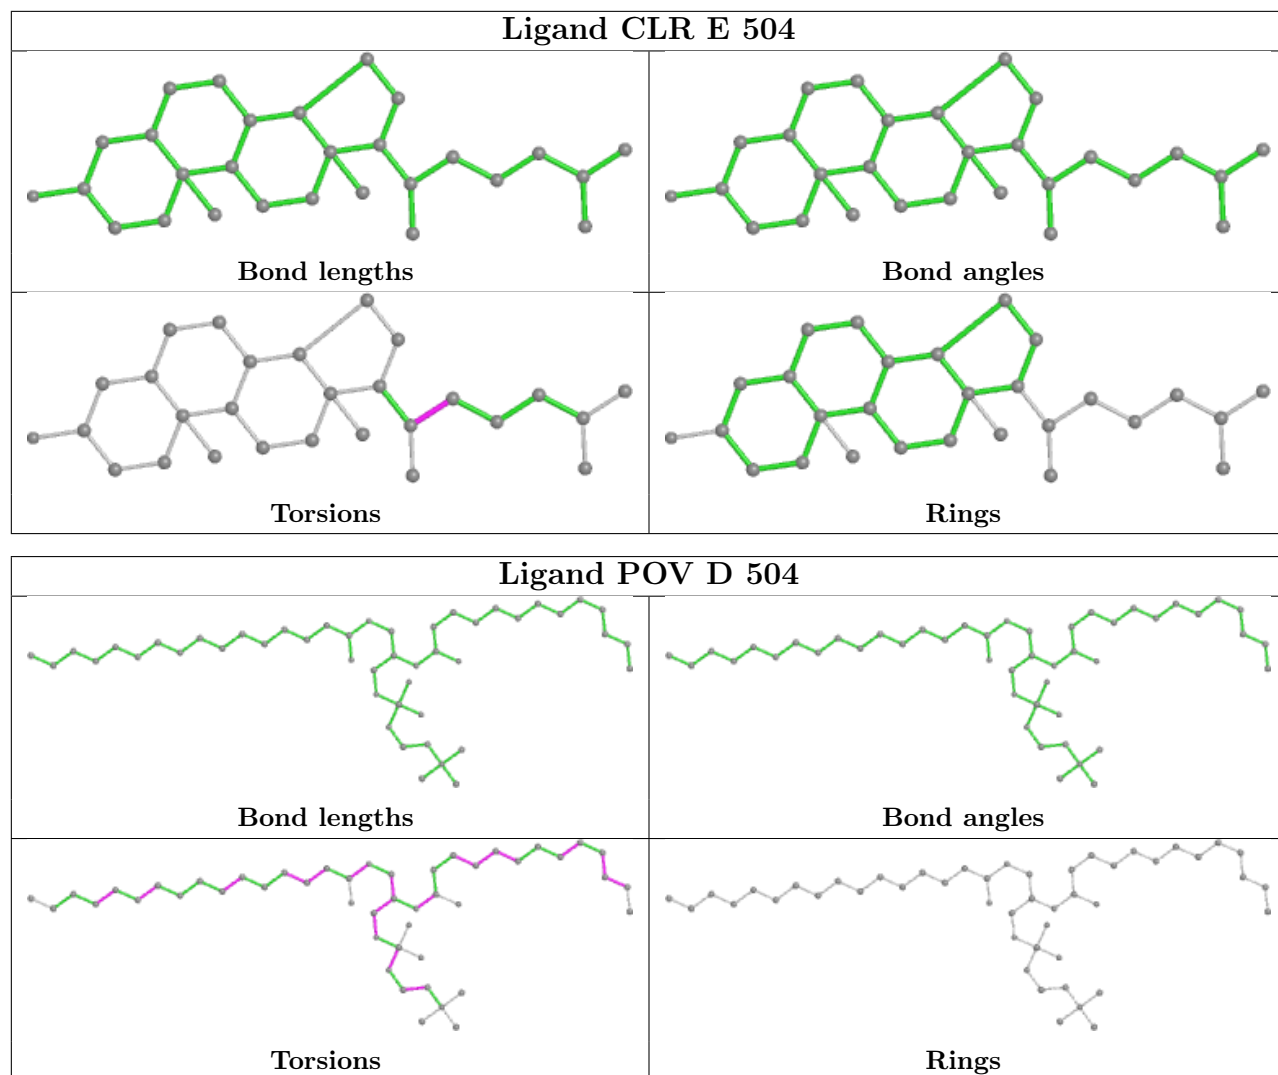 Ligand CLR E 504
Bond lengths
Bond angles
Torsions
Rings
Ligand POV D 504
Bond lengths
Bond angles
Torsions
Rings